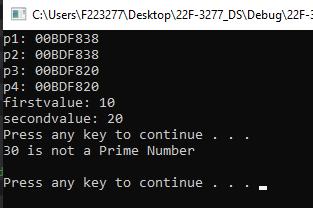 C:\Users\F223277\Desktop\22F-3277_DS\Debug\22F-3
p1: 00BDF838
p2: 00BDF838
p3: 00BDF820
p4: 00BDF820
firstvalue: 10
secondvalue: 20
Press any key to continue . . .
30 is not a Prime Number
Press any key to continue . . .